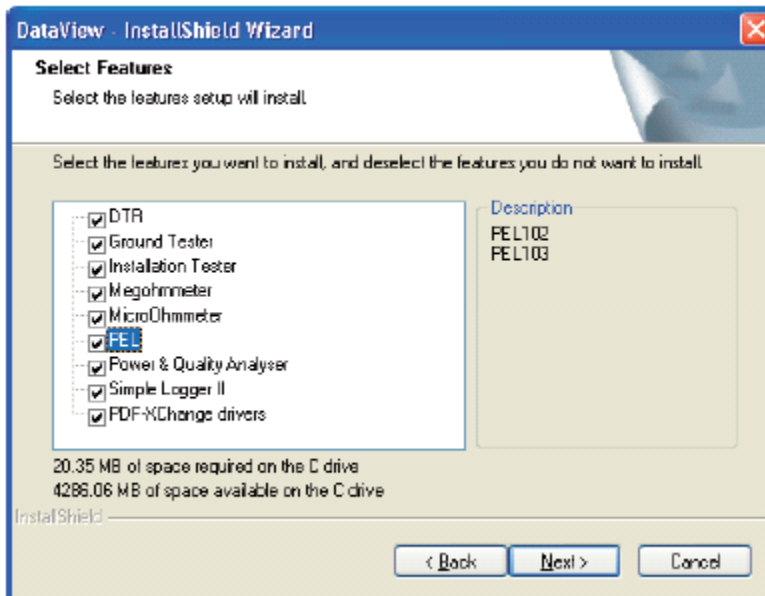 DataView - InstallShield Wizard
Select Features
Select the features setup will install.
Select the features you want to install, and deselect the features you do not want to install.
DTR
Ground Tester
Installation Tester
Megohmmeter
MicroOhmmeter
PEL
Power & Quality Analyser
Simple Logger II
PDF-XChange drivers
Description
PEL102
PEL103
20.35 MB of space required on the C drive
4286.06 MB of space available on the C drive
InstallShield
< Back
Next >
Cancel